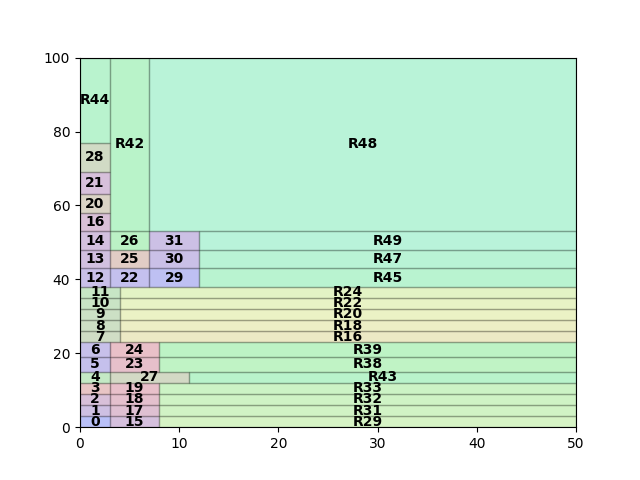 100
R44
R42 R48
80
28
21
60
20
16
14 26 31 R49
13 25 30 R47
40
12 22 29 R45
11 R24
10 R22
9 R20
8 R18
7 R16
6 24 R39
20
5 23 R38
4 27 R43
3 19 R33
2 18 R32
1 17 R31
0 0 15 R29
0 10 20 30 40 50